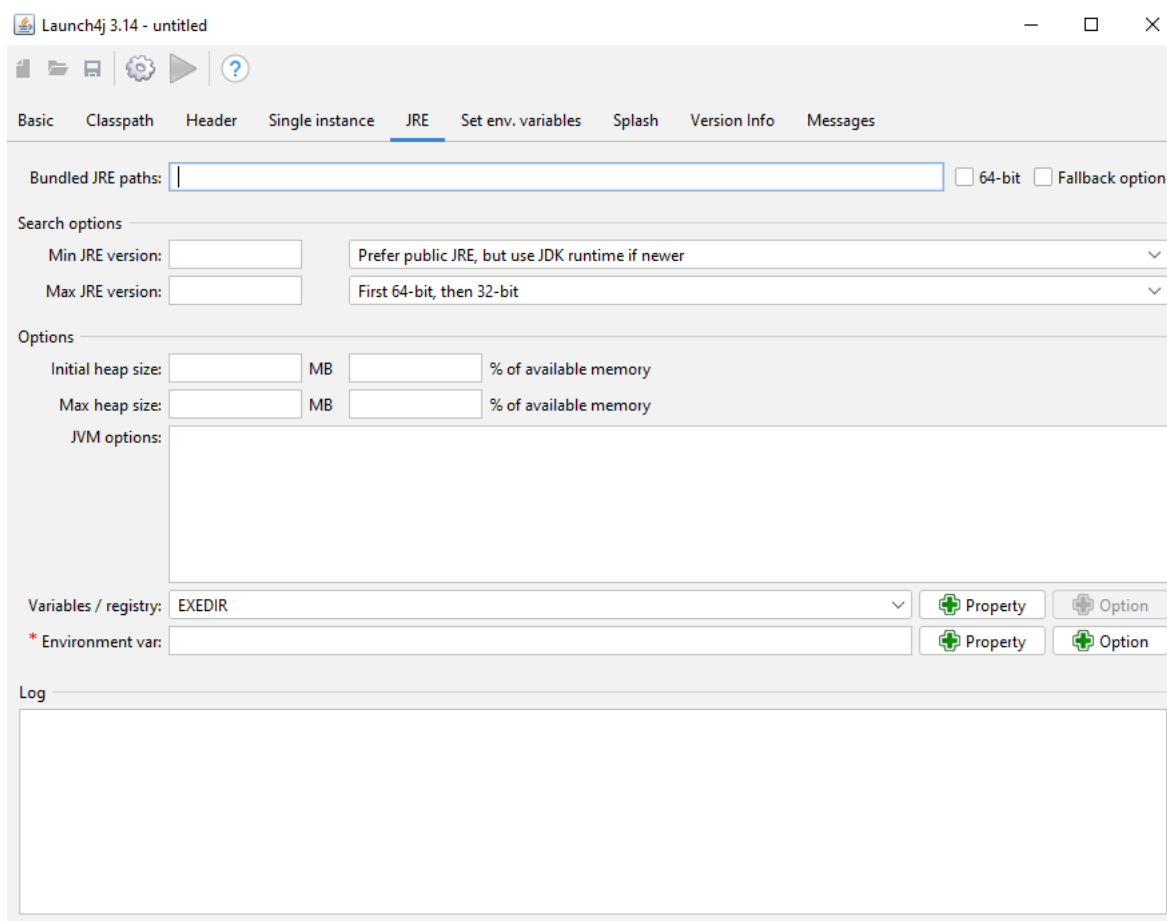 Launch4j 3.14 - untitled
?
Basic Classpath Header Single instance JRE Set env. variables Splash Version Info Messages
Bundled JRE paths: 64-bit Fallback option
Search options
Min JRE version: Prefer public JRE, but use JDK runtime if newer
Max JRE version: First 64-bit, then 32-bit
Options
Initial heap size: MB % of available memory
Max heap size: MB % of available memory
JVM options:
Variables / registry: EXEDIR Property Option
* Environment var: Property Option
Log